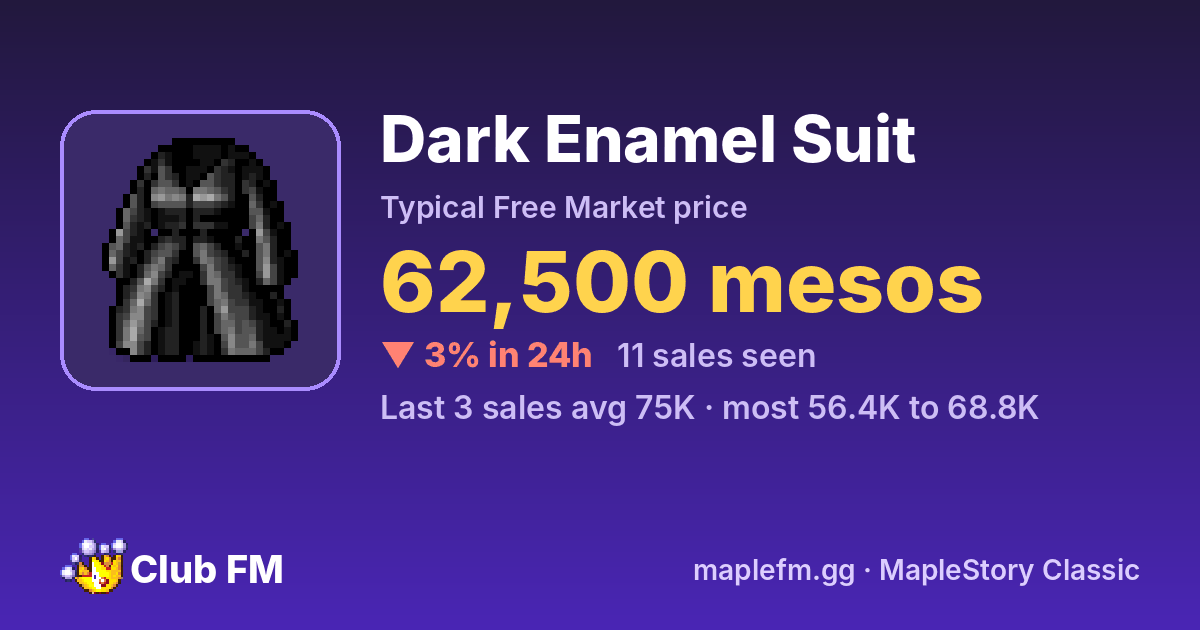 Dark Enamel Suit
Typical Free Market price
62,500 mesos
▼ 3% in 24h 11 sales seen
Last 3 sales avg 75K · most 56.4K to 68.8K
Club FM
maplefm.gg · MapleStory Classic